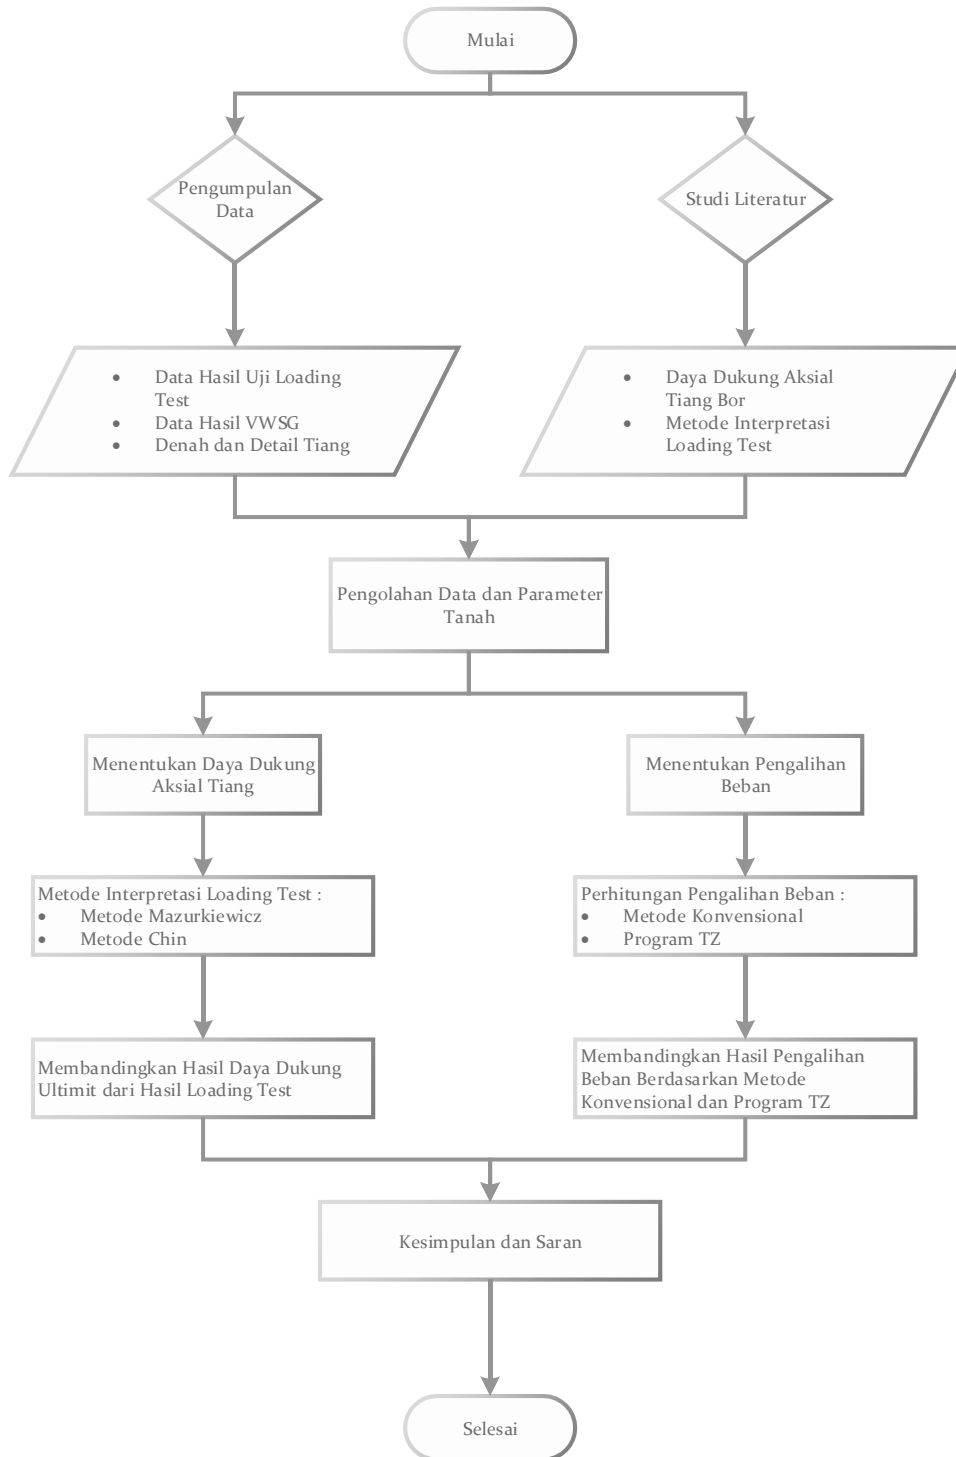 Mulai
Pengumpulan
Data
Studi Literatur
• Data Hasil Uji Loading
Test
• Data Hasil VWSG
• Denah dan Detail Tiang
• Daya Dukung Aksial
Tiang Bor
• Metode Interpretasi
Loading Test
Pengolahan Data dan Parameter
Tanah
Menentukan Daya Dukung
Aksial Tiang
Menentukan Pengalihan
Beban
Metode Interpretasi Loading Test :
• Metode Mazurkiewicz
• Metode Chin
Perhitungan Pengalihan Beban :
• Metode Konvensional
• Program TZ
Membandingkan Hasil Daya Dukung
Ultimit dari Hasil Loading Test
Membandingkan Hasil Pengalihan
Beban Berdasarkan Metode
Konvensional dan Program TZ
Kesimpulan dan Saran
Selesai